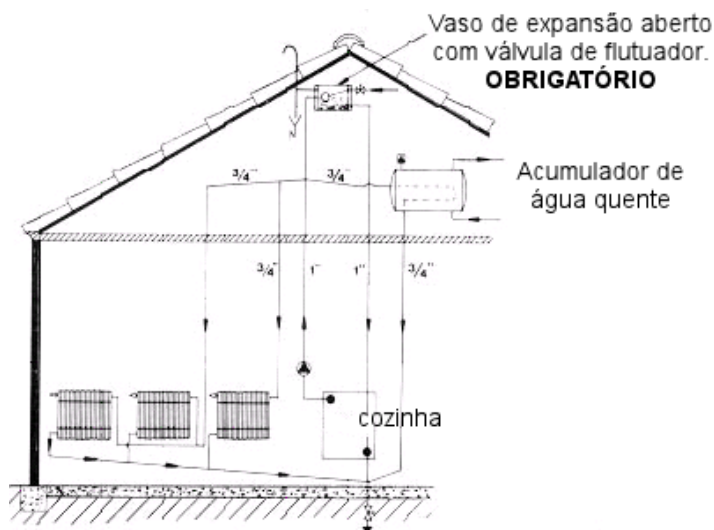 Vaso de expansão aberto
com válvula de flutuador.
OBRIGATÓRIO
3/4"
3/4"
Acumulador de
água quente
3/4"
1"
1"
3/4"
cozinha